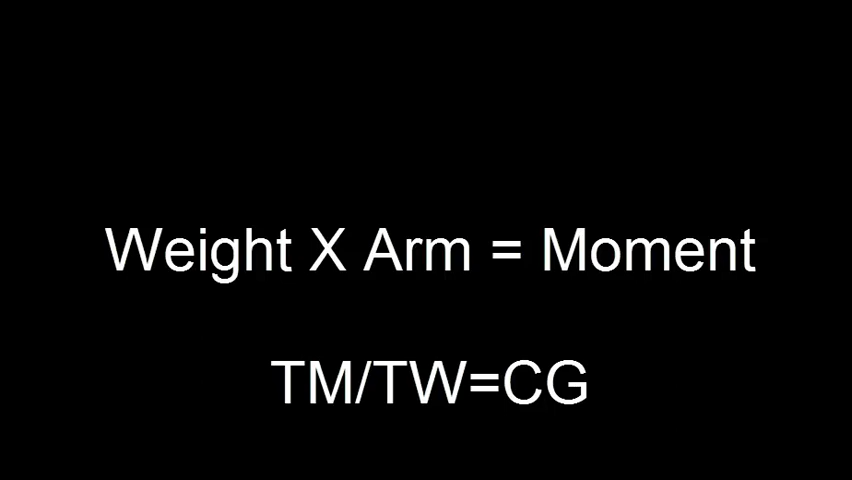 Weight X Arm = Moment
TM/TW=CG